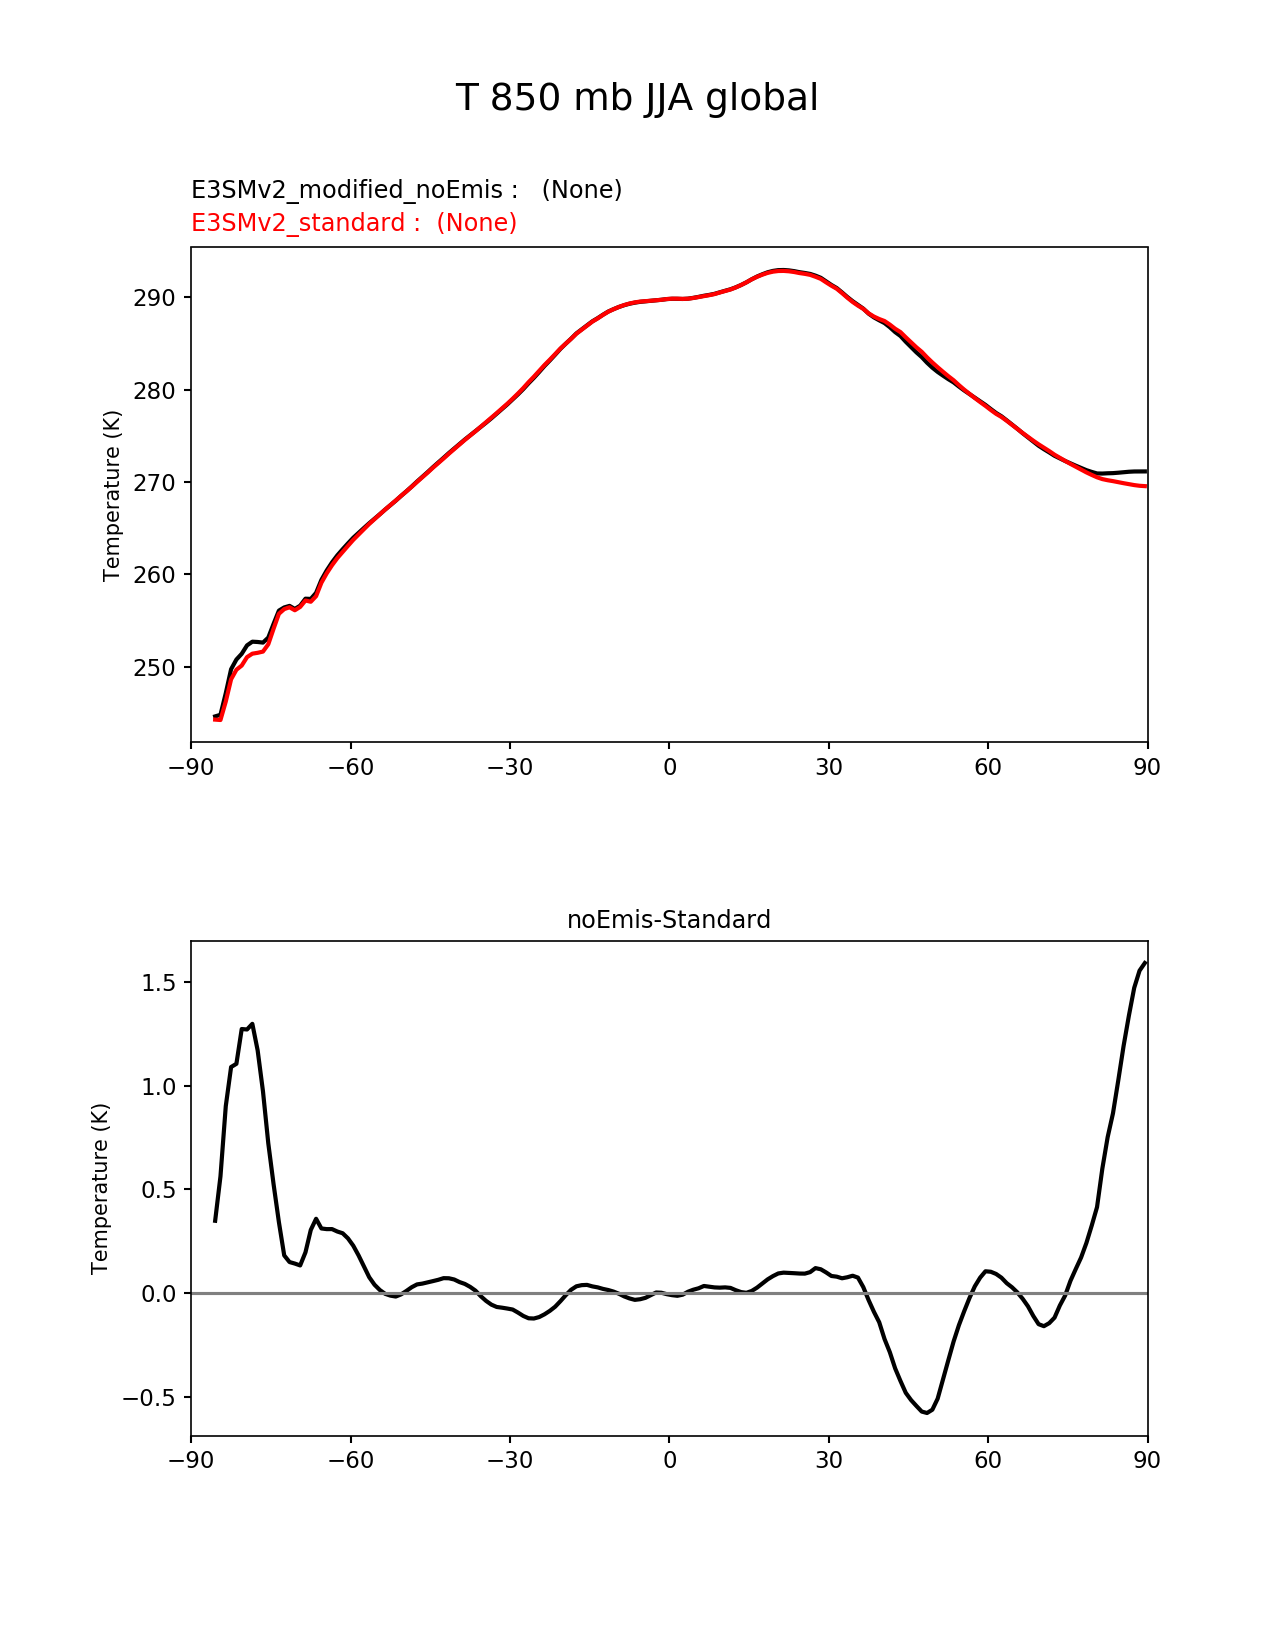 T 850 mb JJA global
E3SMv2_modified_noEmis :   (None)
E3SMv2_standard :  (None)
Temperature (K)
290
280
270
260
250
−90 −60 −30 0 30 60 90
noEmis-Standard
Temperature (K)
1.5
1.0
0.5
0.0
−0.5
−90 −60 −30 0 30 60 90